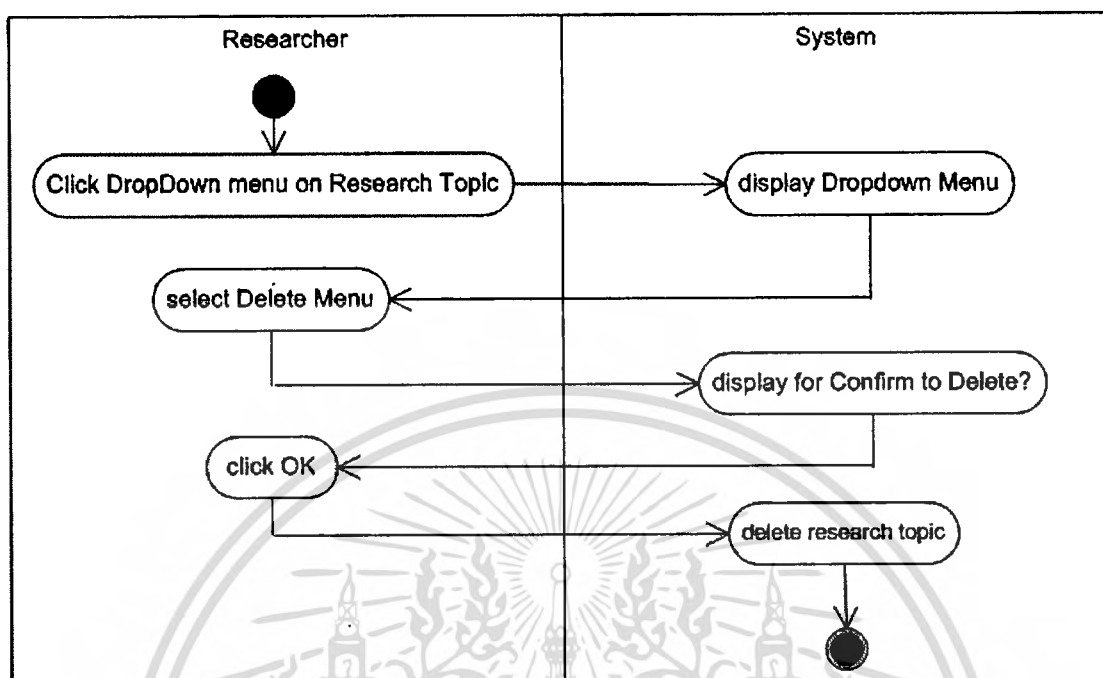 Researcher
System
Click DropDown menu on Research Topic
display Dropdown Menu
select Delete Menu
display for Confirm to Delete?
click OK
delete research topic